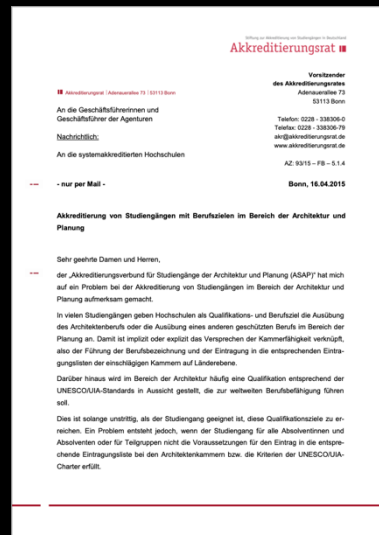 Stiftung zur Akkreditierung von Studiengängen in Deutschland
Akkreditierungsrat
Vorsitzender
des Akkreditierungsrates
Adenauerallee 73
53113 Bonn
Akkreditierungsrat | Adenauerallee 73 | 53113 Bonn
An die Geschäftsführerinnen und
Geschäftsführer der Agenturen
Telefon: 0228 - 338306-0
Telefax: 0228 - 338306-79
akr@akkreditierungsrat.de
www.akkreditierungsrat.de
Nachrichtlich:
An die systemakkreditierten Hochschulen
AZ: 93/15 – FB – 5.1.4
- nur per Mail -
Bonn, 16.04.2015
Akkreditierung von Studiengängen mit Berufszielen im Bereich der Architektur und
Planung
Sehr geehrte Damen und Herren,
der „Akkreditierungsverbund für Studiengänge der Architektur und Planung (ASAP)" hat mich
auf ein Problem bei der Akkreditierung von Studiengängen im Bereich der Architektur und
Planung aufmerksam gemacht.
In vielen Studiengängen geben Hochschulen als Qualifikations- und Berufsziel die Ausübung
des Architektenberufs oder die Ausübung eines anderen geschützten Berufs im Bereich der
Planung an. Damit ist implizit oder explizit das Versprechen der Kammerfähigkeit verknüpft,
also der Führung der Berufsbezeichnung und der Eintragung in die entsprechenden Eintra-
gungslisten der einschlägigen Kammern auf Länderebene.
Darüber hinaus wird im Bereich der Architektur häufig eine Qualifikation entsprechend der
UNESCO/UIA-Standards in Aussicht gestellt, die zur weltweiten Berufsbefähigung führen
soll.
Dies ist solange unstrittig, als der Studiengang geeignet ist, diese Qualifikationsziele zu er-
reichen. Ein Problem entsteht jedoch, wenn der Studiengang für alle Absolventinnen und
Absolventen oder für Teilgruppen nicht die Voraussetzungen für den Eintrag in die entspre-
chende Eintragungsliste bei den Architektenkammern bzw. die Kriterien der UNESCO/UIA-
Charter erfüllt.